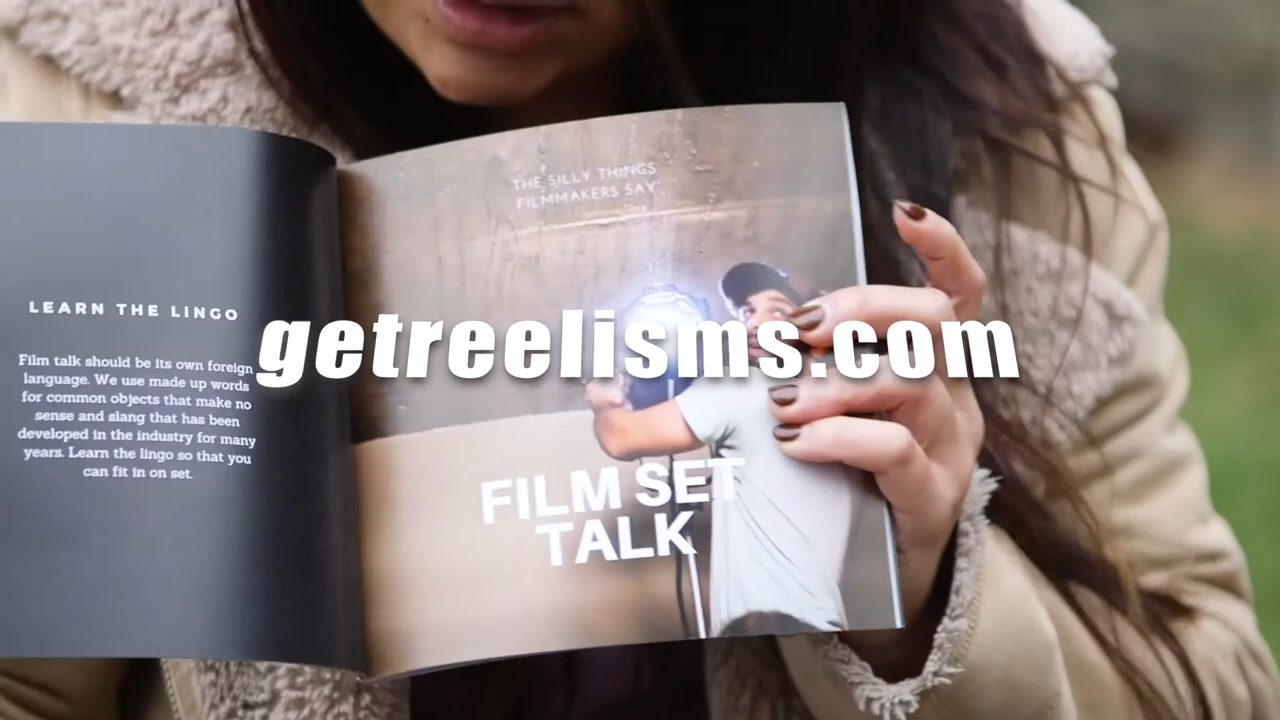 LEARN THE LINGO
Film talk should be its own foreign
language. We use made up words
for common objects that make no
sense and slang that has been
developed in the industry for many
years. Learn the lingo so that you
can fit in on set.
THE SILLY THINGS
FILMMAKERS SAY
getreelisms.com
FILM SET
TALK